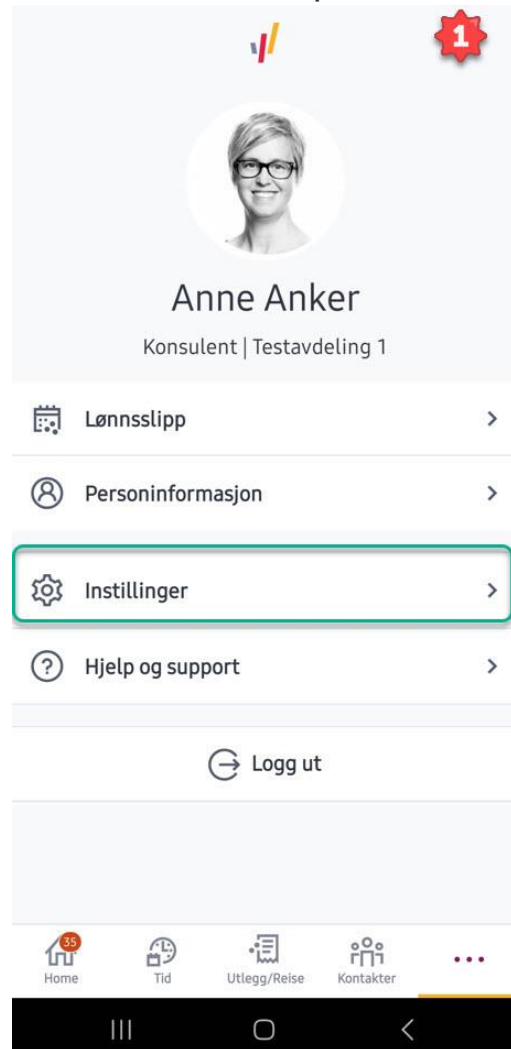 1
Anne Anker
Konsulent | Testavdeling 1
Lønnsslipp
Personinformasjon
Instillinger
Hjelp og support
Logg ut
35
Home
Tid
Utlegg/Reise
Kontakter